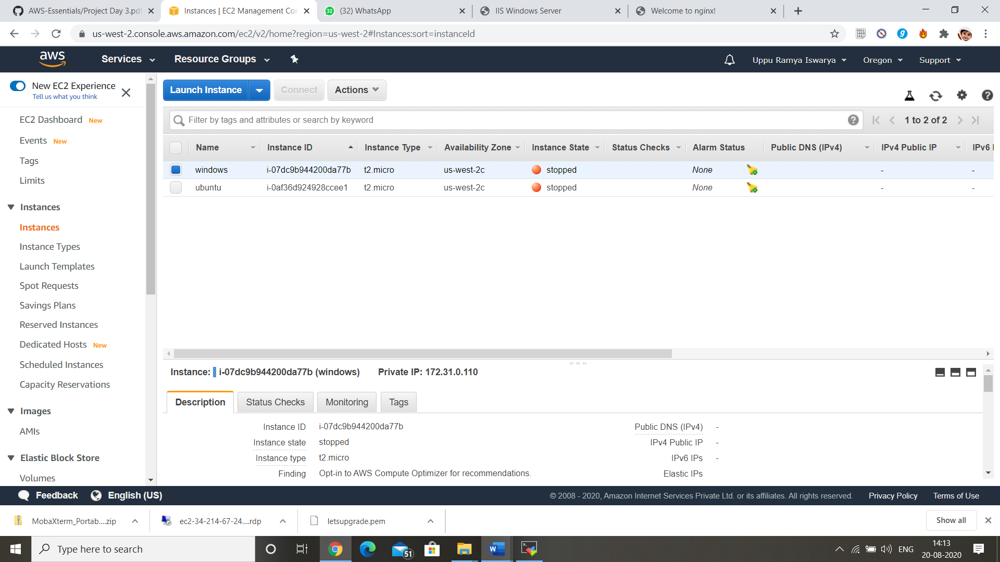 AWS-Essentials/Project Day 3.pdf
Instances | EC2 Management Con
32
(32) WhatsApp
IIS Windows Server
Welcome to nginx!
us-west-2.console.aws.amazon.com/ec2/v2/home?region=us-west-2#Instances:sort=instanceId
aws
Services
Resource Groups
Uppu Ramya Iswarya
Oregon
Support
New EC2 Experience
Tell us what you think
EC2 Dashboard New
Events New
Tags
Limits
Instances
Instances
Instance Types
Launch Templates
Spot Requests
Savings Plans
Reserved Instances
Dedicated Hosts New
Scheduled Instances
Capacity Reservations
Images
AMIs
Elastic Block Store
Volumes
Launch Instance
Connect
Actions
Filter by tags and attributes or search by keyword
1 to 2 of 2
Name Instance ID Instance Type Availability Zone Instance State Status Checks Alarm Status Public DNS (IPv4) IPv4 Public IP IPv6 I
windows i-07dc9b944200da77b t2.micro us-west-2c stopped None - -
ubuntu i-0af36d924928ccee1 t2.micro us-west-2c stopped None - -
Instance: i-07dc9b944200da77b (windows) Private IP: 172.31.0.110
Description
Status Checks
Monitoring
Tags
Instance ID i-07dc9b944200da77b
Instance state stopped
Instance type t2.micro
Finding Opt-in to AWS Compute Optimizer for recommendations.
Public DNS (IPv4) -
IPv4 Public IP -
IPv6 IPs -
Elastic IPs
Feedback
English (US)
© 2008 - 2020, Amazon Internet Services Private Ltd. or its affiliates. All rights reserved.
Privacy Policy
Terms of Use
MobaXterm_Portab....zip
ec2-34-214-67-24....rdp
letsupgrade.pem
Show all
Type here to search
51
ENG
14:13
20-08-2020